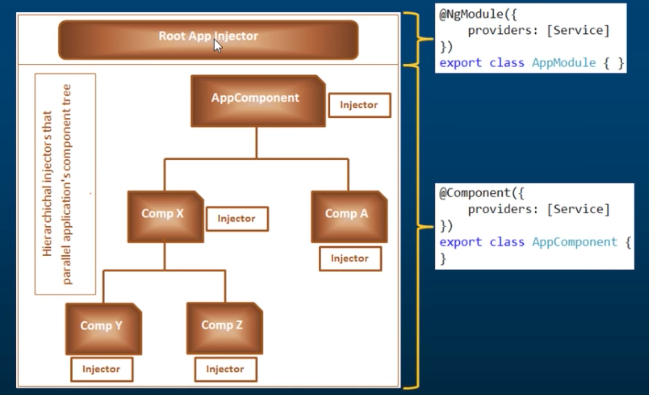 Root App Injector
Hierarchichal injectors that
parallel application's component tree
AppComponent
Injector
Comp X
Injector
Comp A
Injector
Comp Y
Injector
Comp Z
Injector
@NgModule({
    providers: [Service]
})
export class AppModule { }
@Component({
    providers: [Service]
})
export class AppComponent {
}